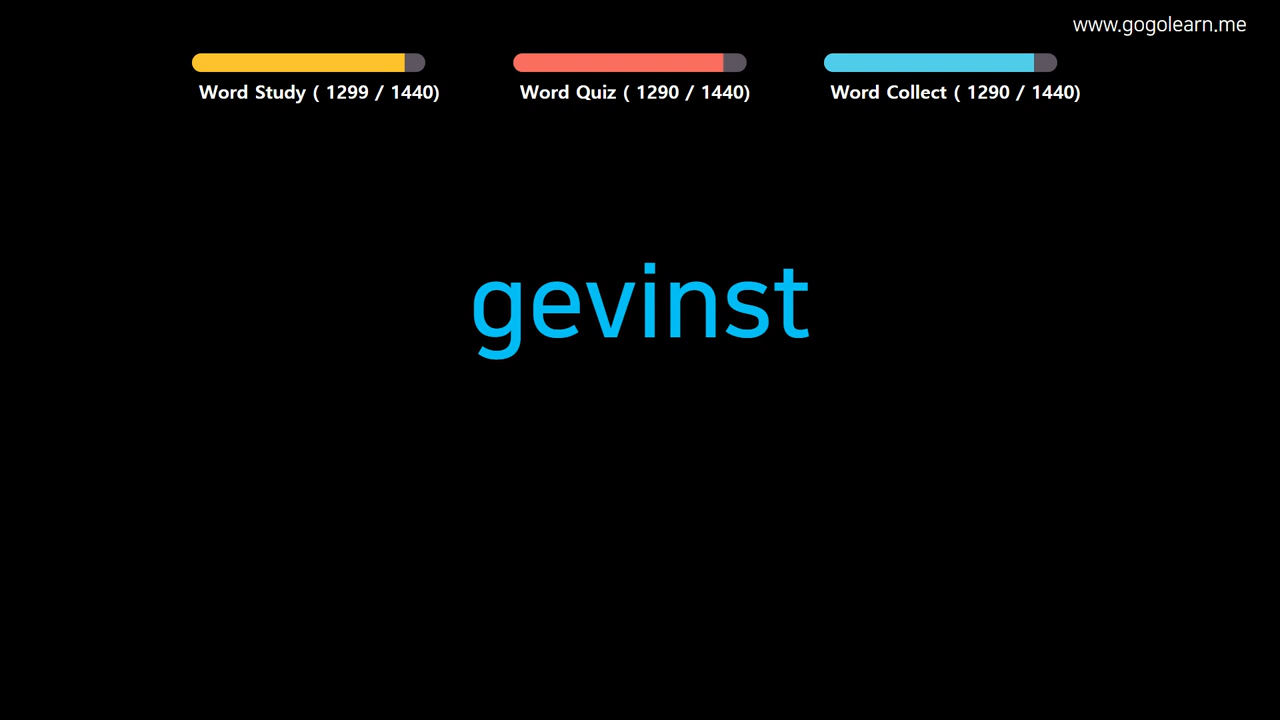 www.gogolearn.me
Word Study ( 1299 / 1440)
Word Quiz ( 1290 / 1440)
Word Collect ( 1290 / 1440)
gevinst